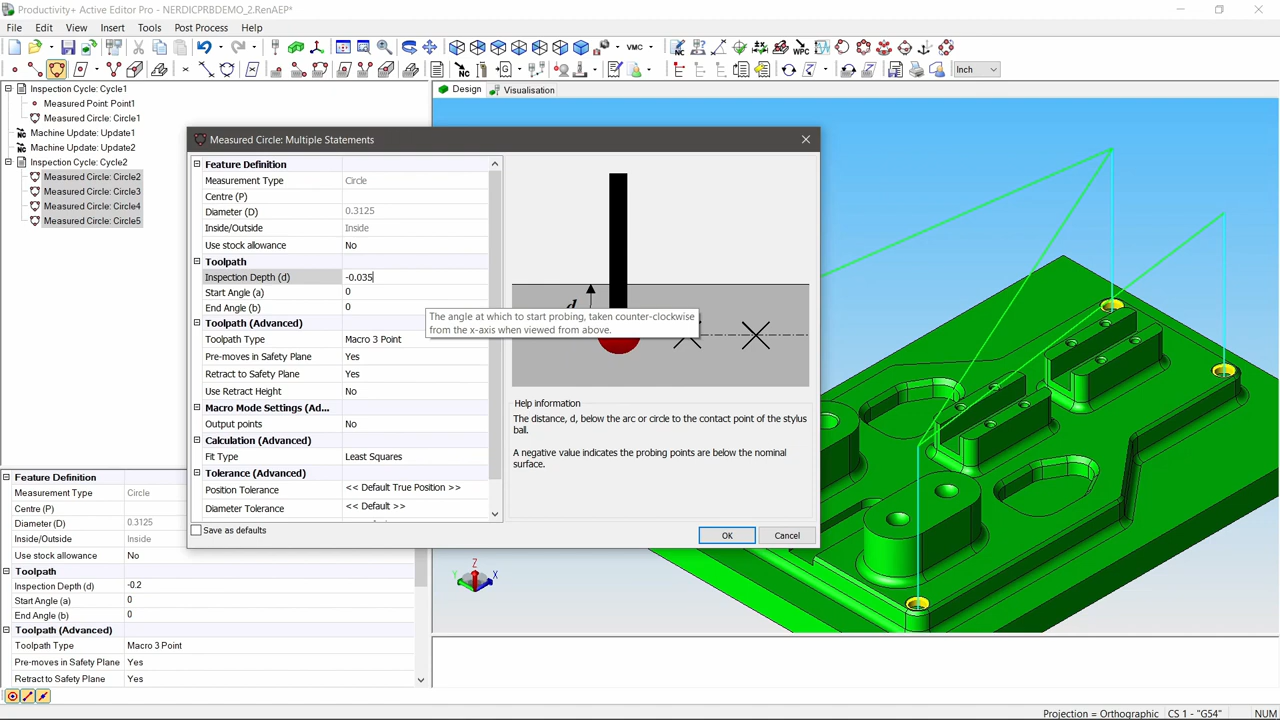 Productivity+ Active Editor Pro - NERDICPRBDEMO_2.RenAEP*
File Edit View Insert Tools Post Process Help
VMC
Inch
Inspection Cycle: Cycle1
Measured Point: Point1
Measured Circle: Circle1
Machine Update: Update1
Machine Update: Update2
Inspection Cycle: Cycle2
Measured Circle: Circle2
Measured Circle: Circle3
Measured Circle: Circle4
Measured Circle: Circle5
Design Visualisation
Measured Circle: Multiple Statements
Feature Definition
Measurement Type Circle
Centre (P)
Diameter (D) 0.3125
Inside/Outside Inside
Use stock allowance No
Toolpath
Inspection Depth (d) -0.035
Start Angle (a) 0
End Angle (b) 0
Toolpath (Advanced)
Toolpath Type Macro 3 Point
Pre-moves in Safety Plane Yes
Retract to Safety Plane Yes
Use Retract Height No
Macro Mode Settings (Ad...
Output points No
Calculation (Advanced)
Fit Type Least Squares
Tolerance (Advanced)
Position Tolerance << Default True Position >>
Diameter Tolerance << Default >>
Save as defaults
d
The angle at which to start probing, taken counter-clockwise
from the x-axis when viewed from above.
Help information
The distance, d, below the arc or circle to the contact point of the stylus
ball.
A negative value indicates the probing points are below the nominal
surface.
OK Cancel
Feature Definition
Measurement Type Circle
Centre (P)
Diameter (D) 0.3125
Inside/Outside Inside
Use stock allowance No
Toolpath
Inspection Depth (d) -0.2
Start Angle (a) 0
End Angle (b) 0
Toolpath (Advanced)
Toolpath Type Macro 3 Point
Pre-moves in Safety Plane Yes
Retract to Safety Plane Yes
Z
Y X
Projection = Orthographic CS 1 - "G54" NUM